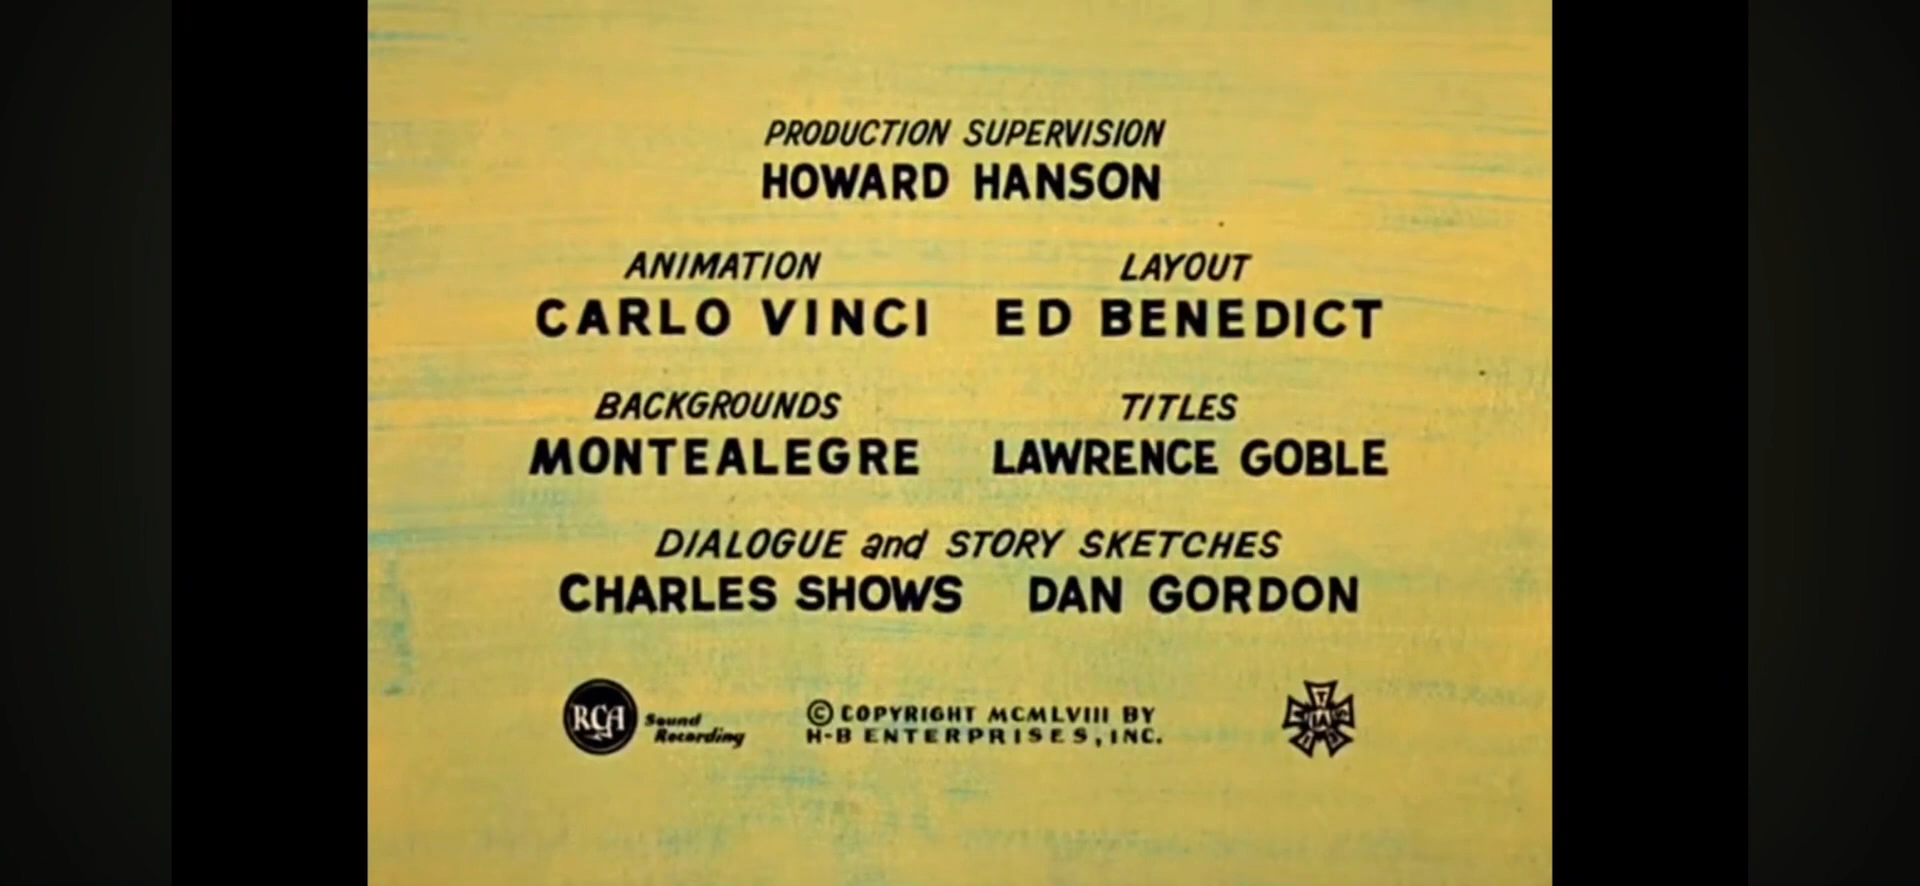 PRODUCTION SUPERVISION
HOWARD HANSON
ANIMATION LAYOUT
CARLO VINCI ED BENEDICT
BACKGROUNDS TITLES
MONTEALEGRE LAWRENCE GOBLE
DIALOGUE and STORY SKETCHES
CHARLES SHOWS DAN GORDON
RCA Sound Recording
© COPYRIGHT MCMLVIII BY
H-B ENTERPRISES, INC.